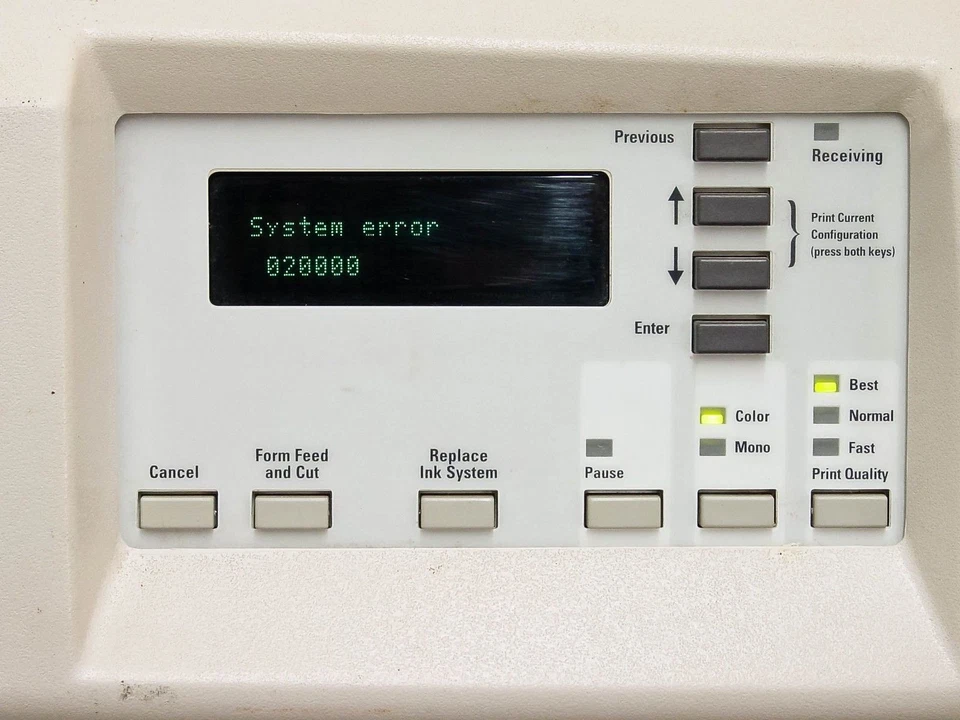 System error
020000
Previous
Receiving
Print Current
Configuration
(press both keys)
Enter
Best
Color
Normal
Mono
Fast
Cancel
Form Feed
and Cut
Replace
Ink System
Pause
Print Quality